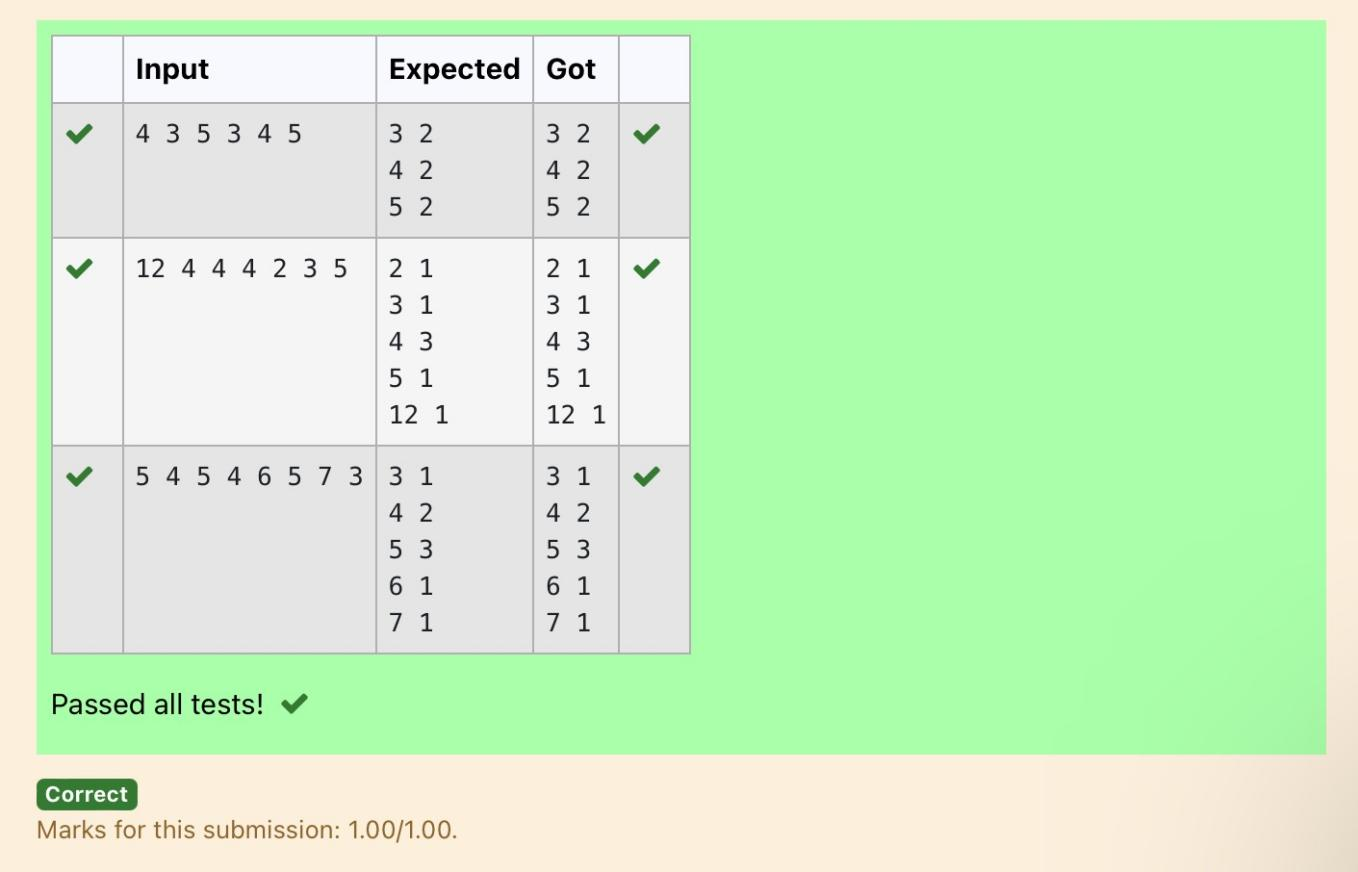 Input Expected Got
4 3 5 3 4 5 3 2 3 2
4 2 4 2
5 2 5 2
12 4 4 4 2 3 5 2 1 2 1
3 1 3 1
4 3 4 3
5 1 5 1
12 1 12 1
5 4 5 4 6 5 7 3 3 1 3 1
4 2 4 2
5 3 5 3
6 1 6 1
7 1 7 1
Passed all tests!
Correct
Marks for this submission: 1.00/1.00.